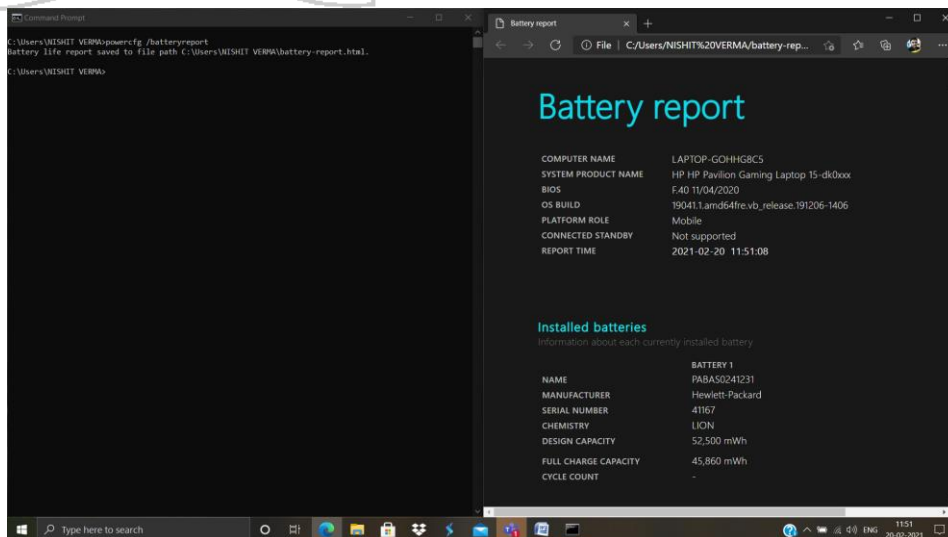 Command Prompt
C:\Users\NISHIT VERMA>powercfg /batteryreport
Battery life report saved to file path C:\Users\NISHIT VERMA\battery-report.html.
C:\Users\NISHIT VERMA>
Battery report
File | C:/Users/NISHIT%20VERMA/battery-rep...
Battery report
COMPUTER NAME LAPTOP-GOHHG8C5
SYSTEM PRODUCT NAME HP HP Pavilion Gaming Laptop 15-dk0xxx
BIOS F.40 11/04/2020
OS BUILD 19041.1.amd64fre.vb_release.191206-1406
PLATFORM ROLE Mobile
CONNECTED STANDBY Not supported
REPORT TIME 2021-02-20 11:51:08
Installed batteries
Information about each currently installed battery
BATTERY 1
NAME PABAS0241231
MANUFACTURER Hewlett-Packard
SERIAL NUMBER 41167
CHEMISTRY LION
DESIGN CAPACITY 52,500 mWh
FULL CHARGE CAPACITY 45,860 mWh
CYCLE COUNT -
Type here to search
ENG
11:51
20-02-2021